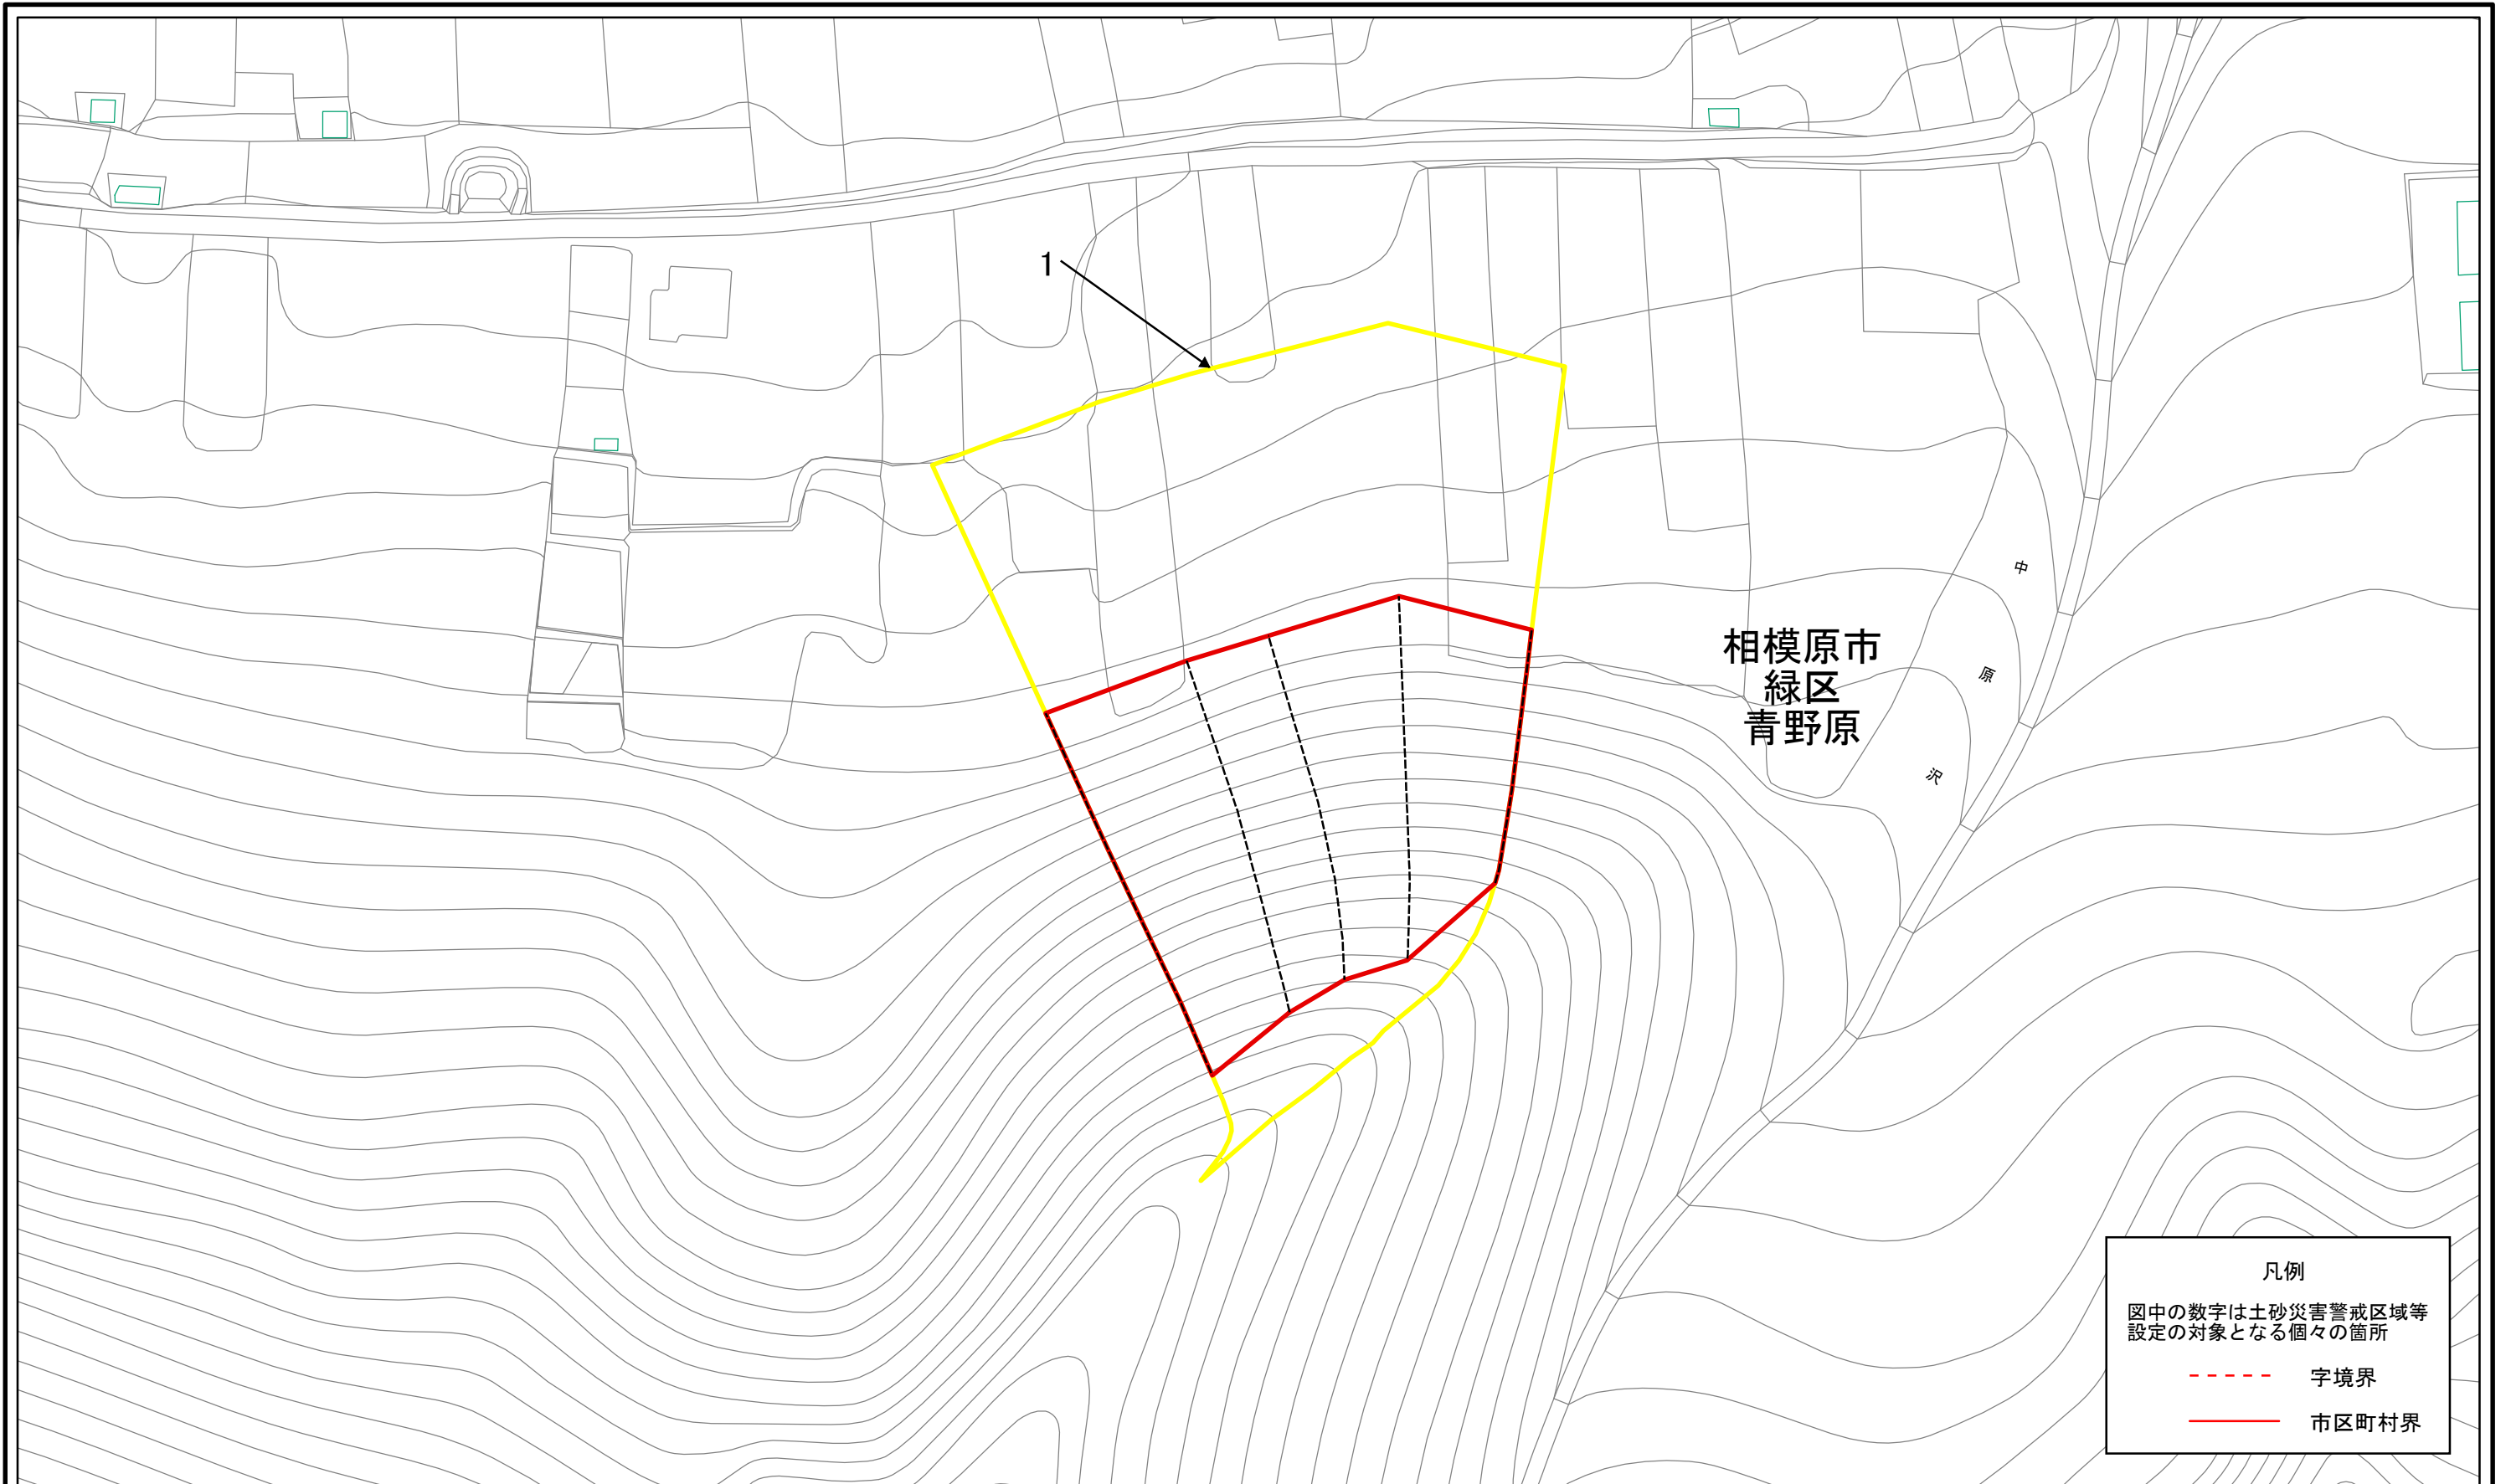 1
中
原
沢
相模原市
緑区
青野原
凡例
図中の数字は土砂災害警戒区域等
設定の対象となる個々の箇所
字境界
市区町村界